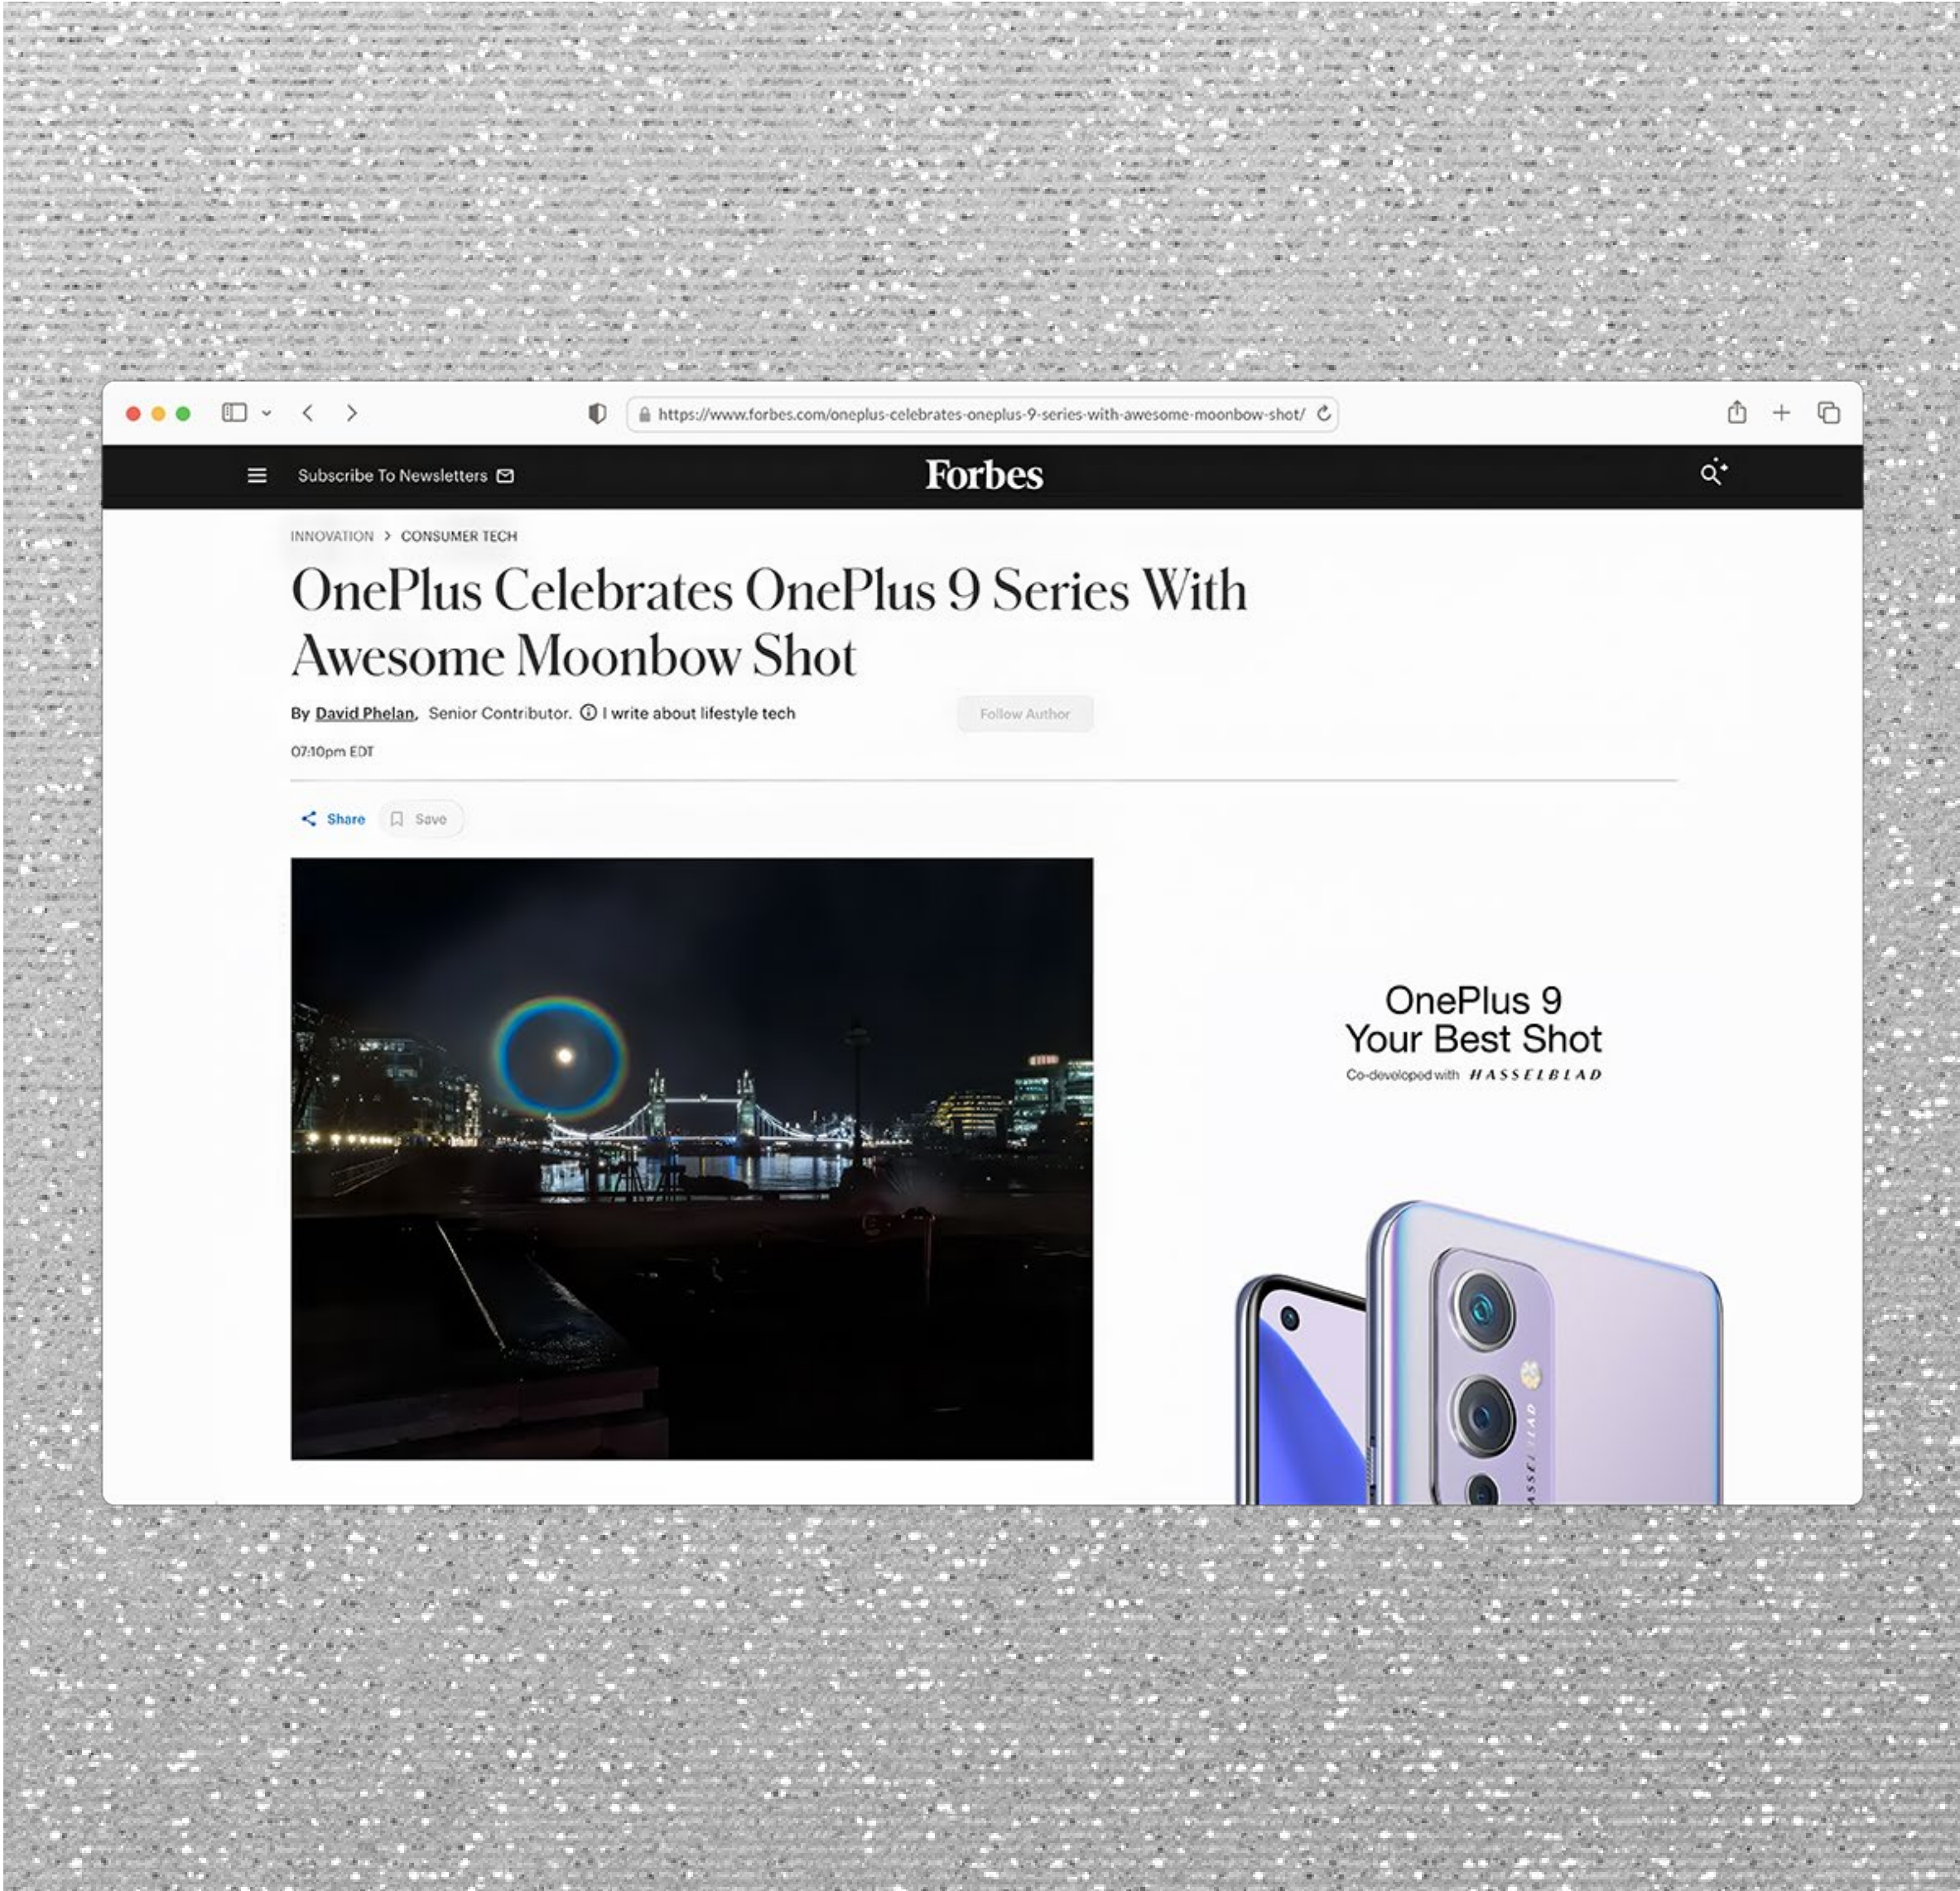 https://www.forbes.com/oneplus-celebrates-oneplus-9-series-with-awesome-moonbow-shot/
Subscribe To Newsletters
Forbes
INNOVATION > CONSUMER TECH
OnePlus Celebrates OnePlus 9 Series With
Awesome Moonbow Shot
By David Phelan, Senior Contributor. I write about lifestyle tech
Follow Author
07:10pm EDT
Share
Save
OnePlus 9
Your Best Shot
Co-developed with HASSELBLAD